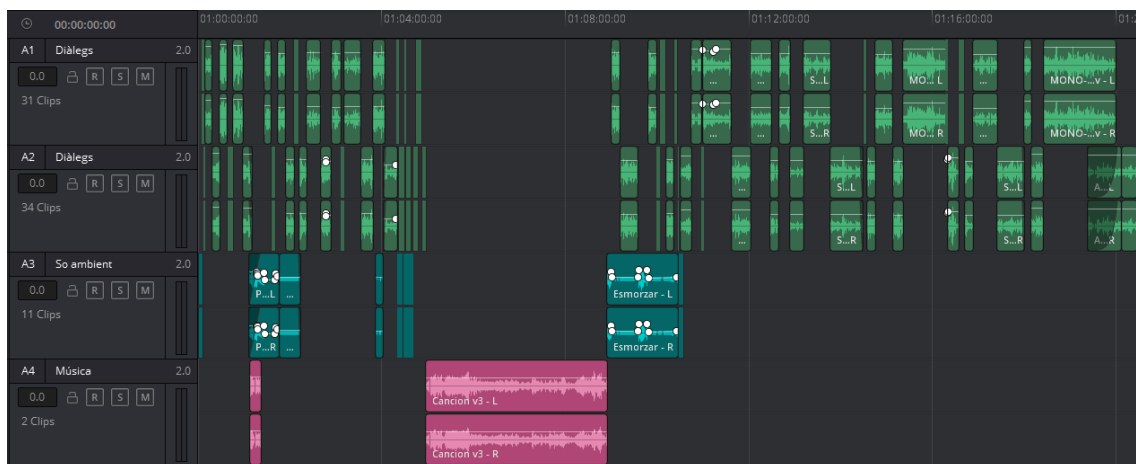 00:00:00:00 01:00:00:00 01:04:00:00 01:08:00:00 01:12:00:00 01:16:00:00 01:2
A1 Diàlegs 2.0
0.0 R S M
31 Clips
... ... S...L MO... L ... MONO-...v - L
... ... S...R MO... R ... MONO-...v - R
A2 Diàlegs 2.0
0.0 R S M
34 Clips
... S...L S...L A...L
... S...R S...R A...R
A3 So ambient 2.0
0.0 R S M
11 Clips
P...L ... Esmorzar - L
P...R ... Esmorzar - R
A4 Música 2.0
0.0 R S M
2 Clips
Cancion v3 - L
Cancion v3 - R